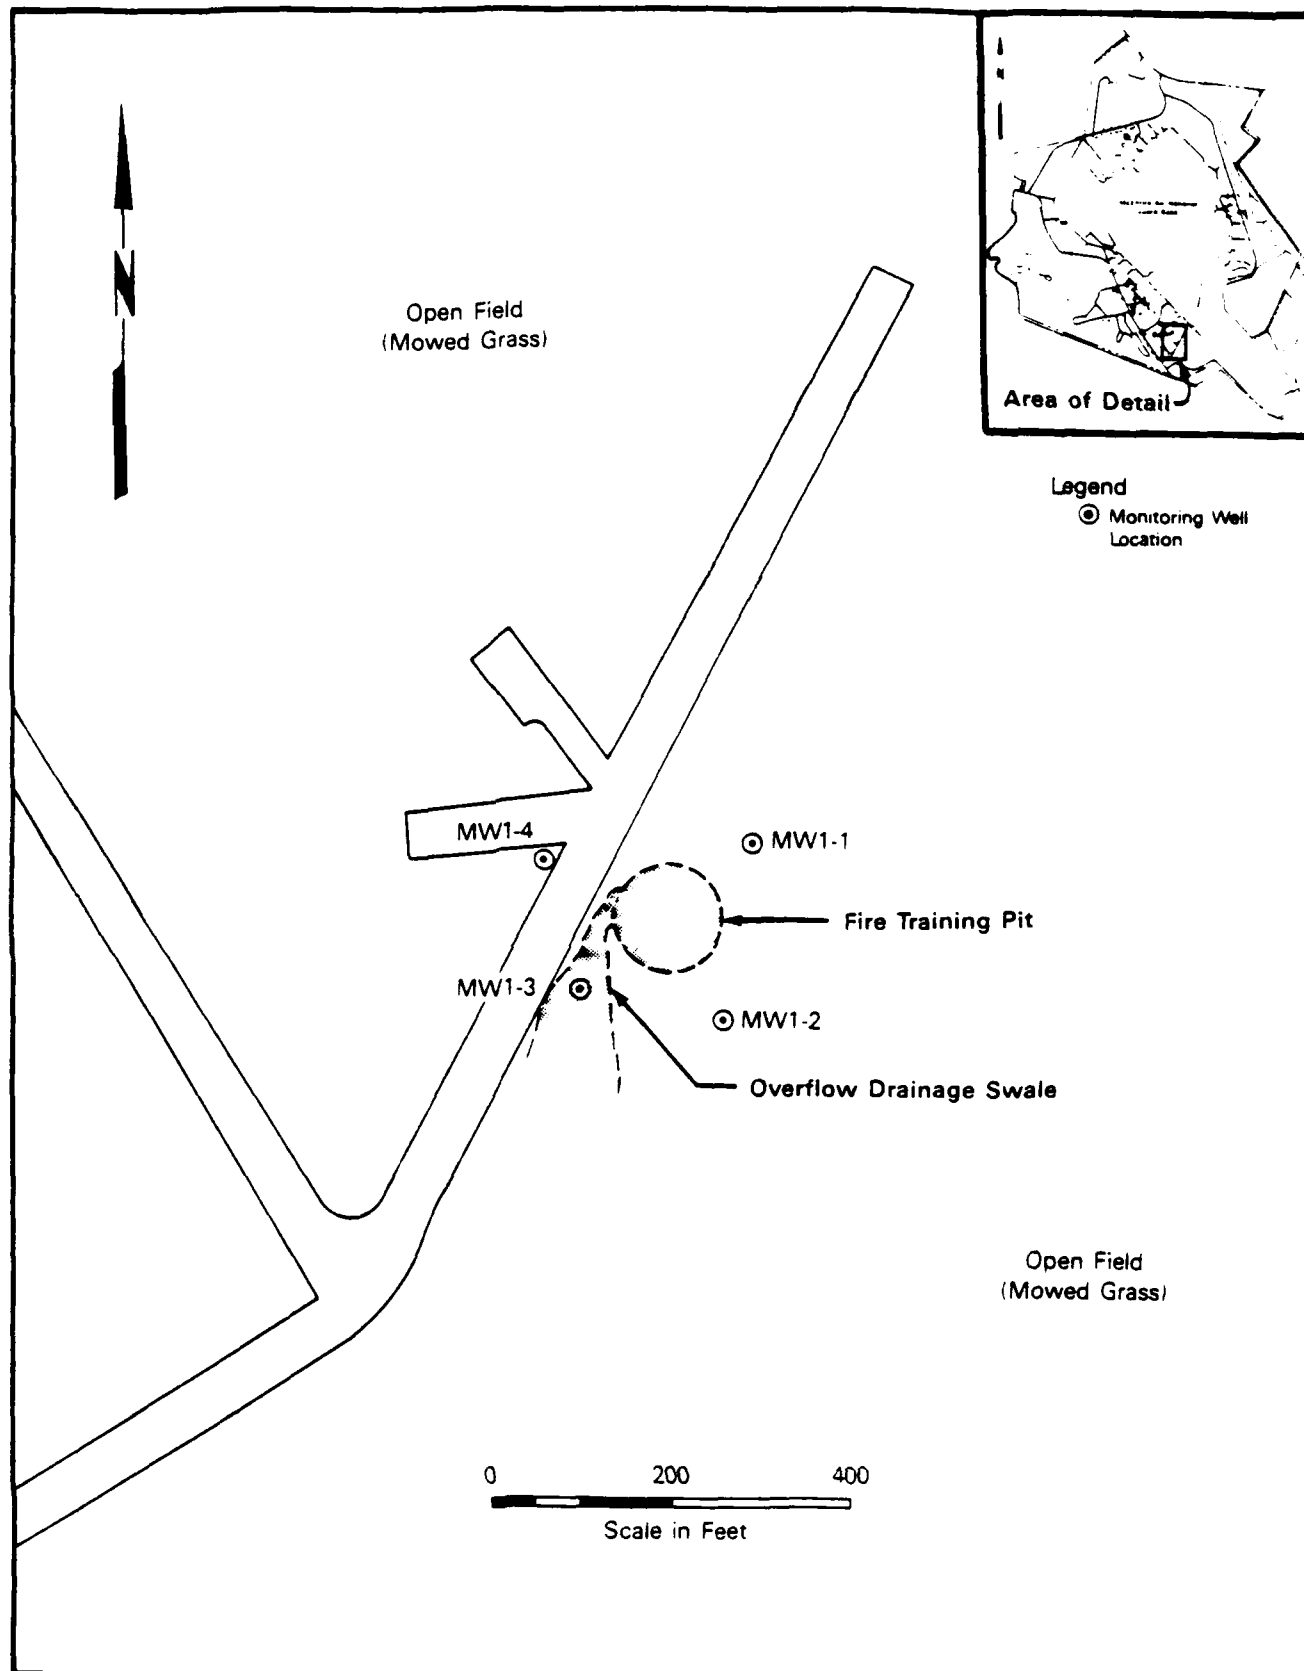 N
Area of Detail
Open Field
(Mowed Grass)
Legend
Monitoring Well
Location
N
MW1-4
MW1-1
Fire Training Pit
MW1-3
MW1-2
Overflow Drainage Swale
Open Field
(Mowed Grass)
0 200 400
Scale in Feet